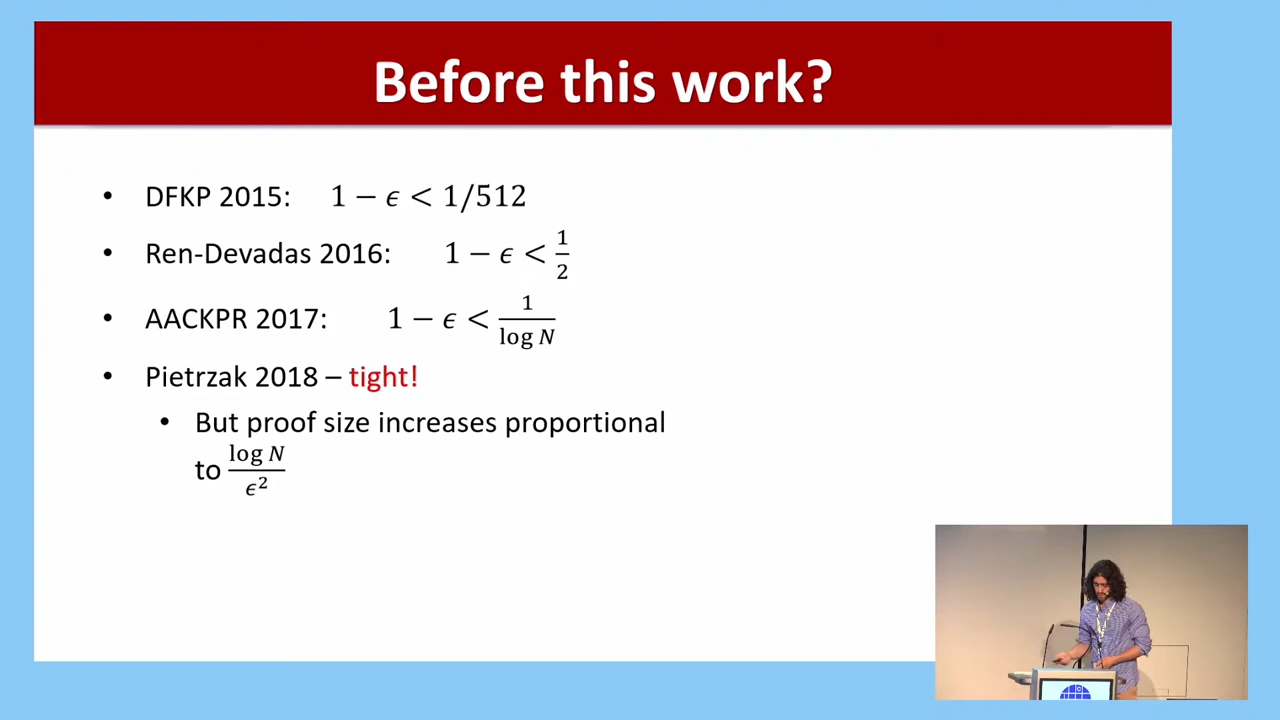 Before this work?
• DFKP 2015: 1 − ϵ < 1/512
• Ren-Devadas 2016: 1 − ϵ < 1/2
• AACKPR 2017: 1 − ϵ < 1/log N
• Pietrzak 2018 – tight!
• But proof size increases proportional
to log N/ϵ²